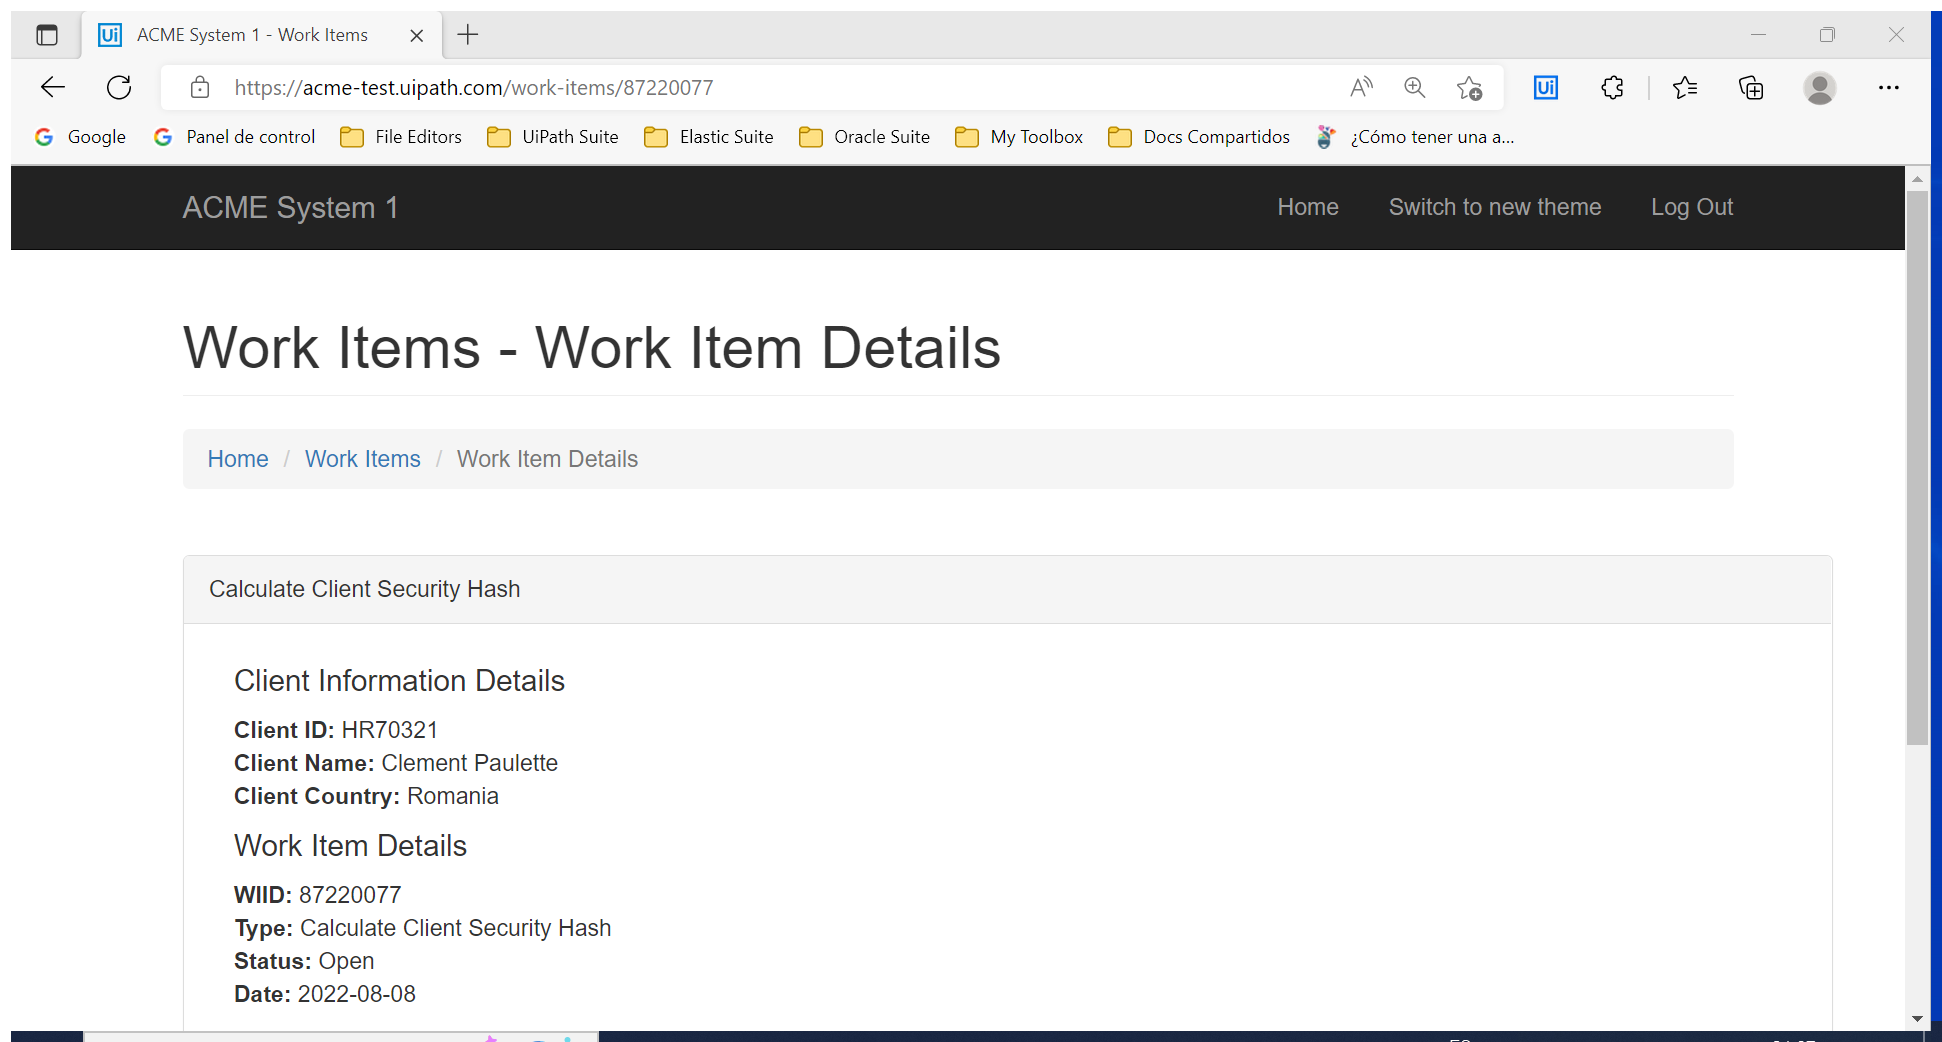 Ui ACME System 1 - Work Items
https://acme-test.uipath.com/work-items/87220077
Ui
Google Panel de control File Editors UiPath Suite Elastic Suite Oracle Suite My Toolbox Docs Compartidos ¿Cómo tener una a...
ACME System 1 Home Switch to new theme Log Out
Work Items - Work Item Details
Home / Work Items / Work Item Details
Calculate Client Security Hash
Client Information Details
Client ID: HR70321
Client Name: Clement Paulette
Client Country: Romania
Work Item Details
WIID: 87220077
Type: Calculate Client Security Hash
Status: Open
Date: 2022-08-08